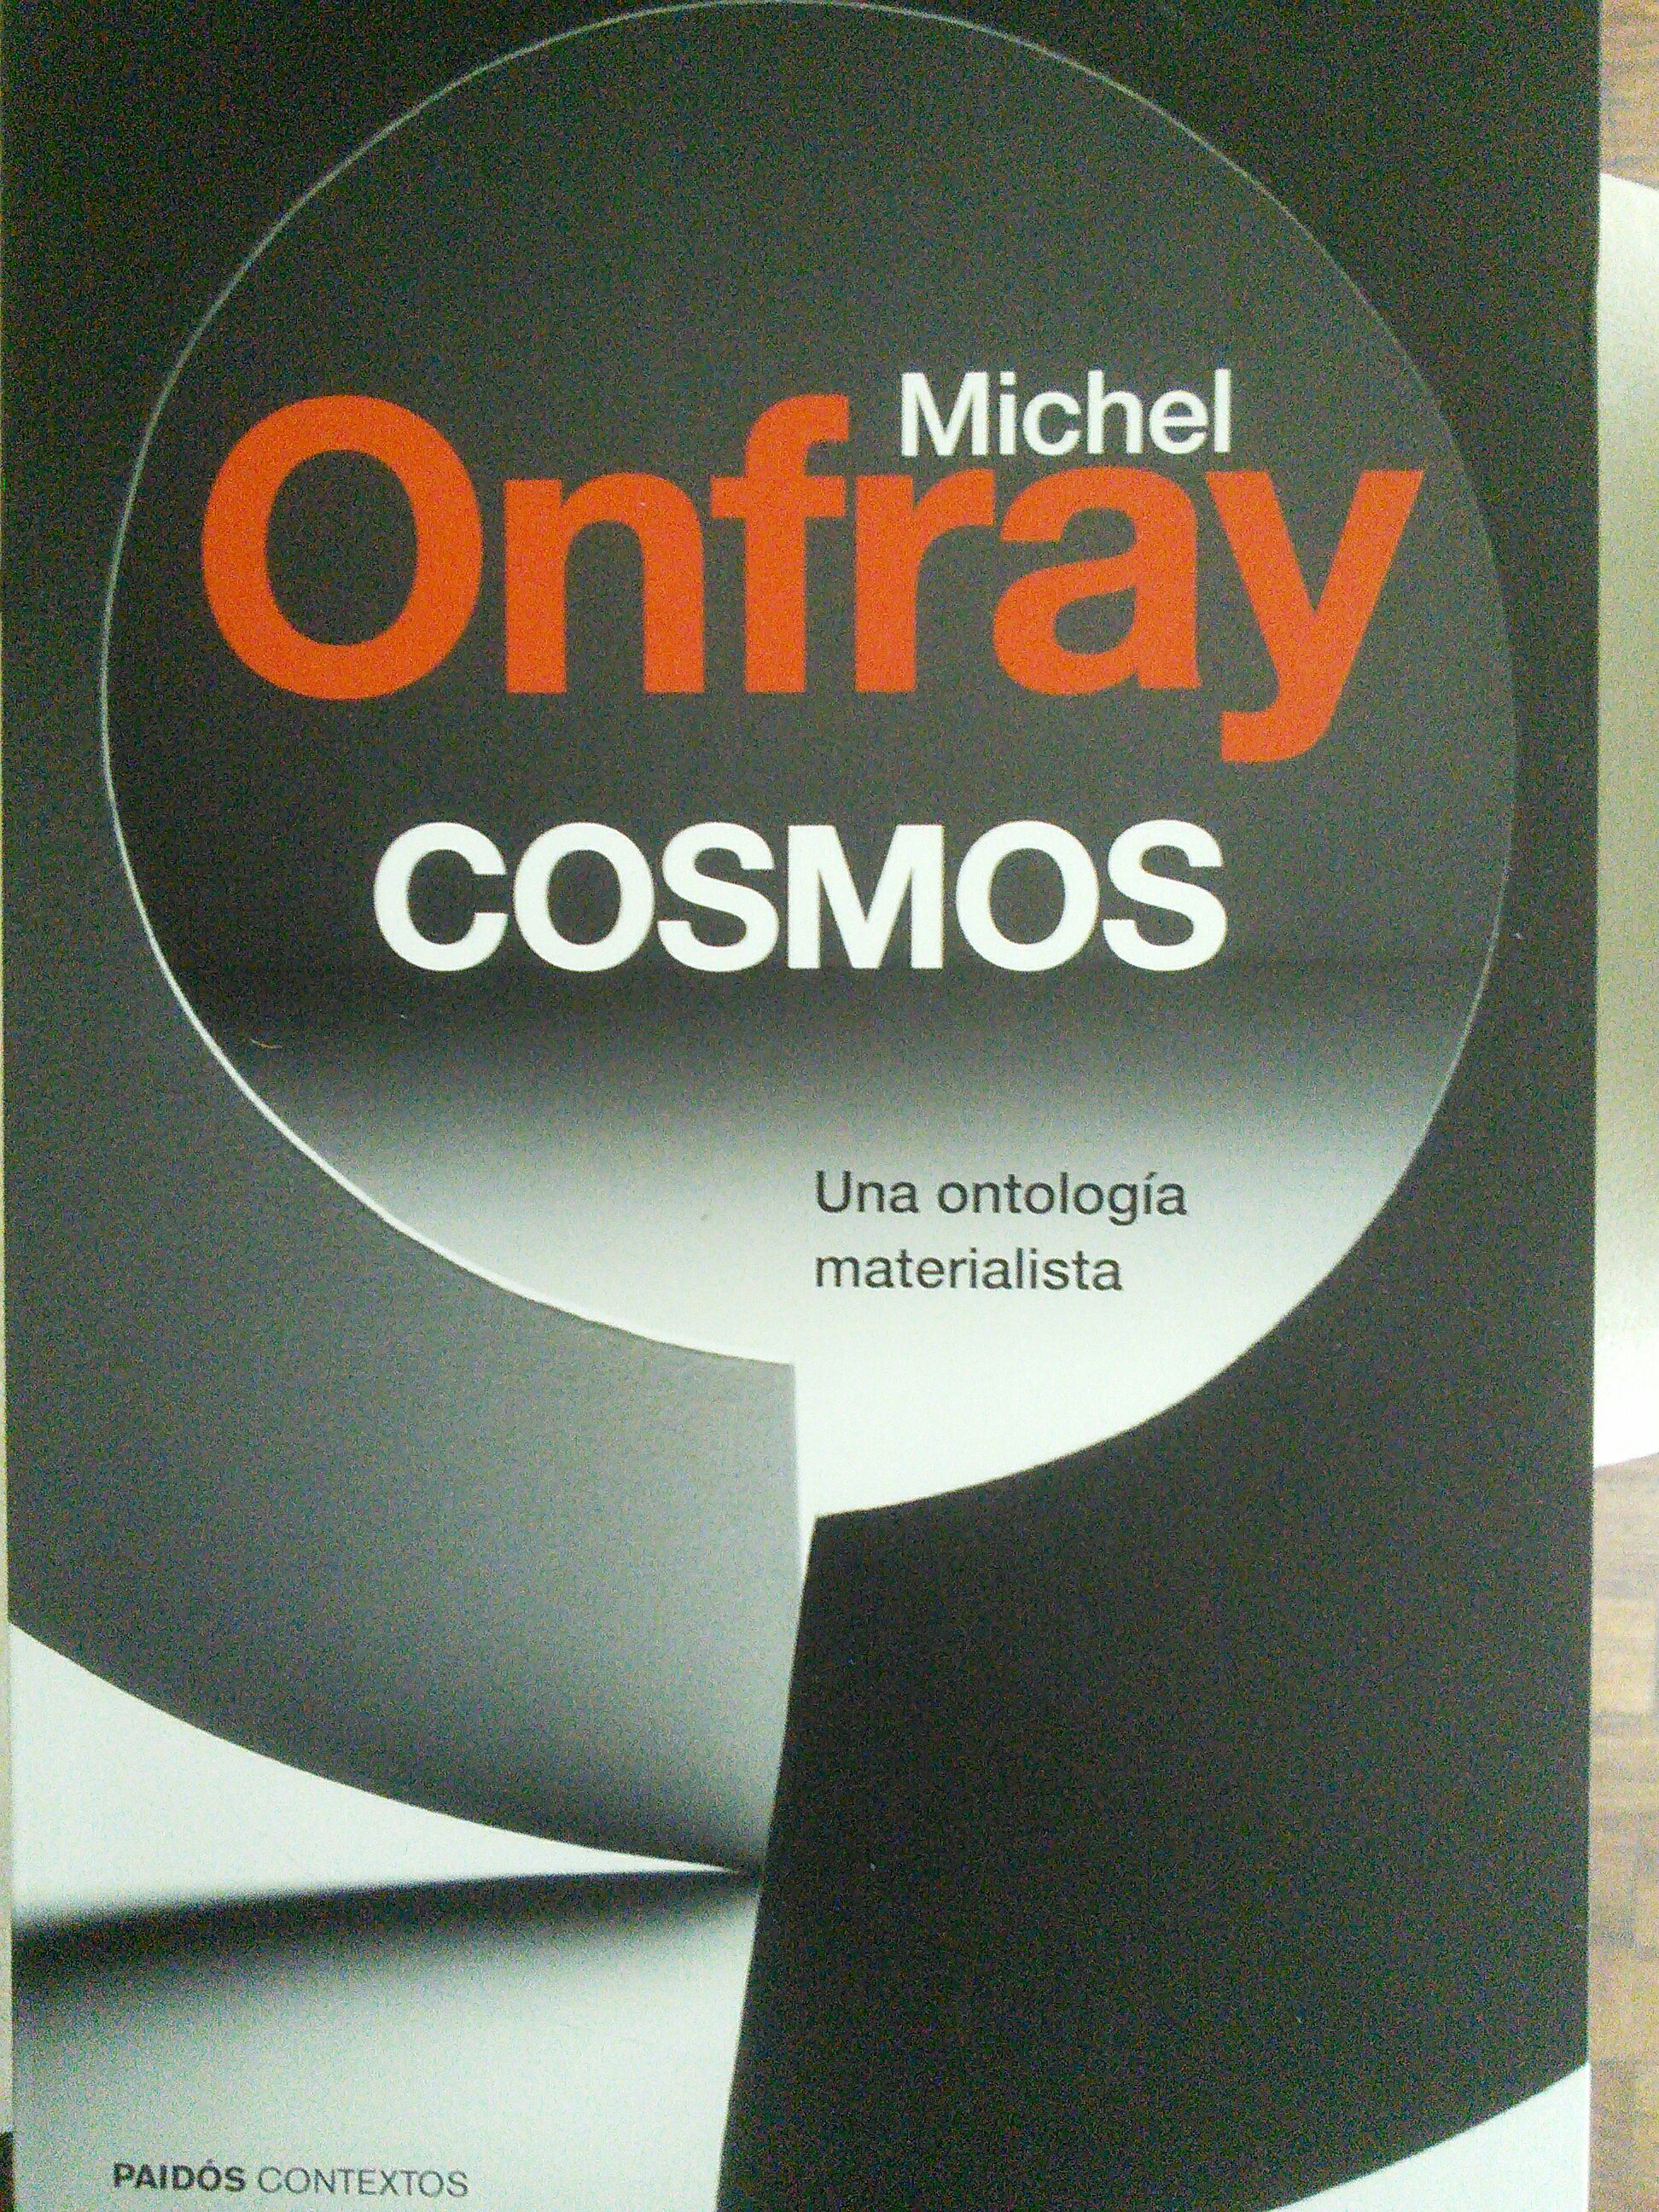 Michel
Onfray
COSMOS
Una ontología
materialista
PAIDÓS CONTEXTOS